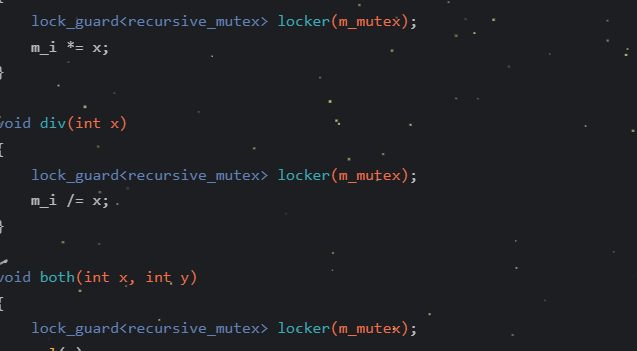 lock_guard<recursive_mutex> locker(m_mutex);
m_i *= x;
}
void div(int x)
{
lock_guard<recursive_mutex> locker(m_mutex);
m_i /= x;
}
void both(int x, int y)
{
lock_guard<recursive_mutex> locker(m_mutex);